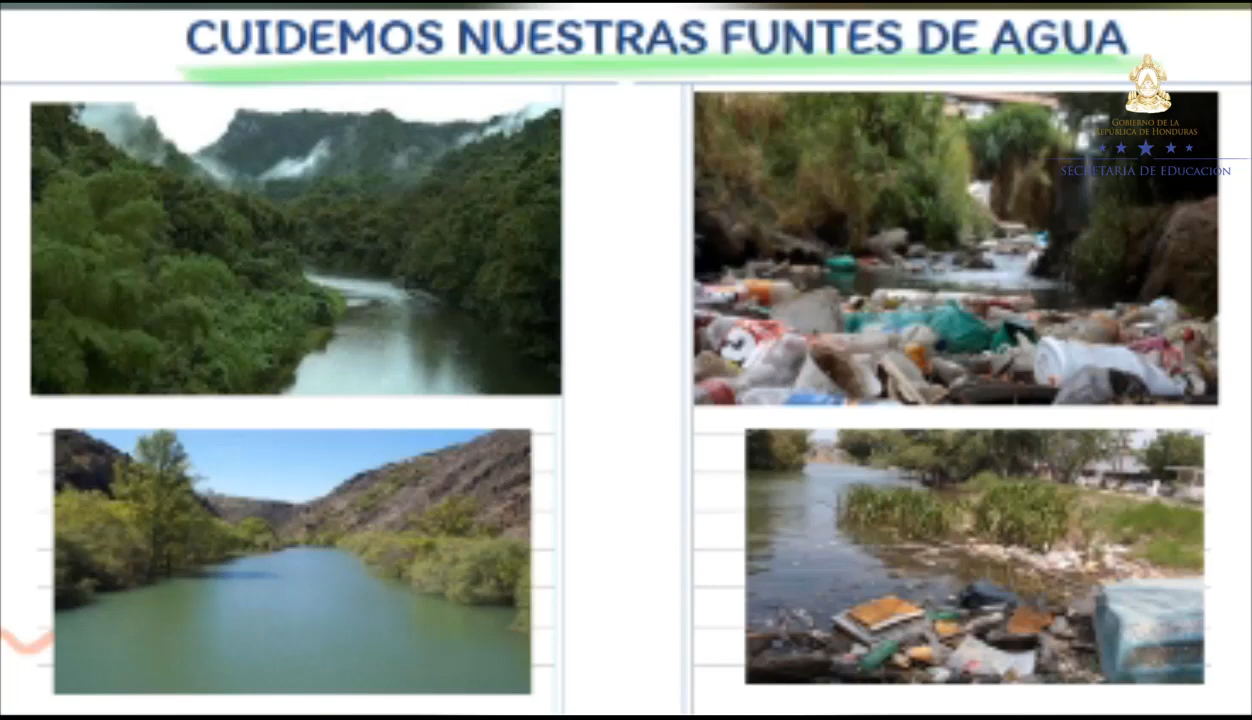 CUIDEMOS NUESTRAS FUNTES DE AGUA
GOBIERNO DE LA
REPÚBLICA DE HONDURAS
SECRETARÍA DE EDUCACIÓN